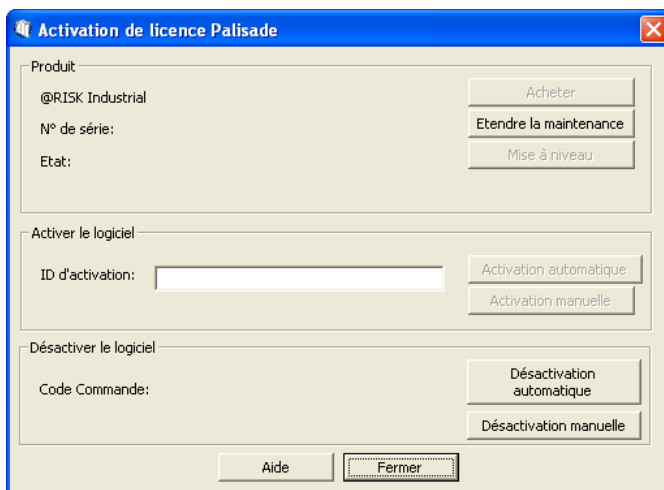 Activation de licence Palisade
Produit
@RISK Industrial
Acheter
N° de série:
Etendre la maintenance
Etat:
Mise à niveau
Activer le logiciel
ID d'activation:
Activation automatique
Activation manuelle
Désactiver le logiciel
Code Commande:
Désactivation
automatique
Désactivation manuelle
Aide
Fermer